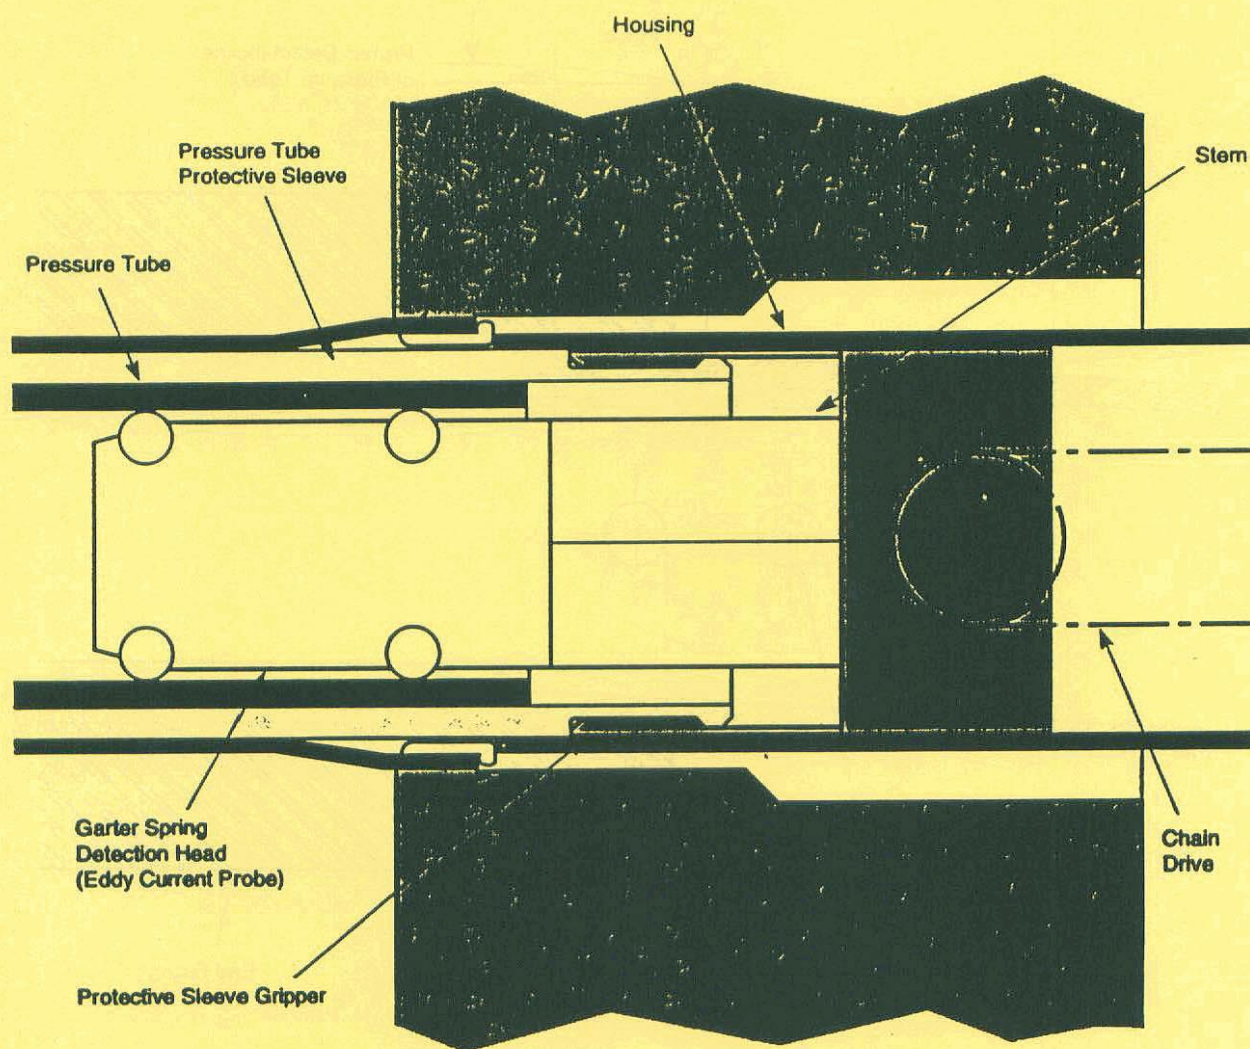 Housing
Pressure Tube
Protective Sleeve
Stem
Pressure Tube
Garter Spring
Detection Head
(Eddy Current Probe)
Chain
Drive
Protective Sleeve Gripper